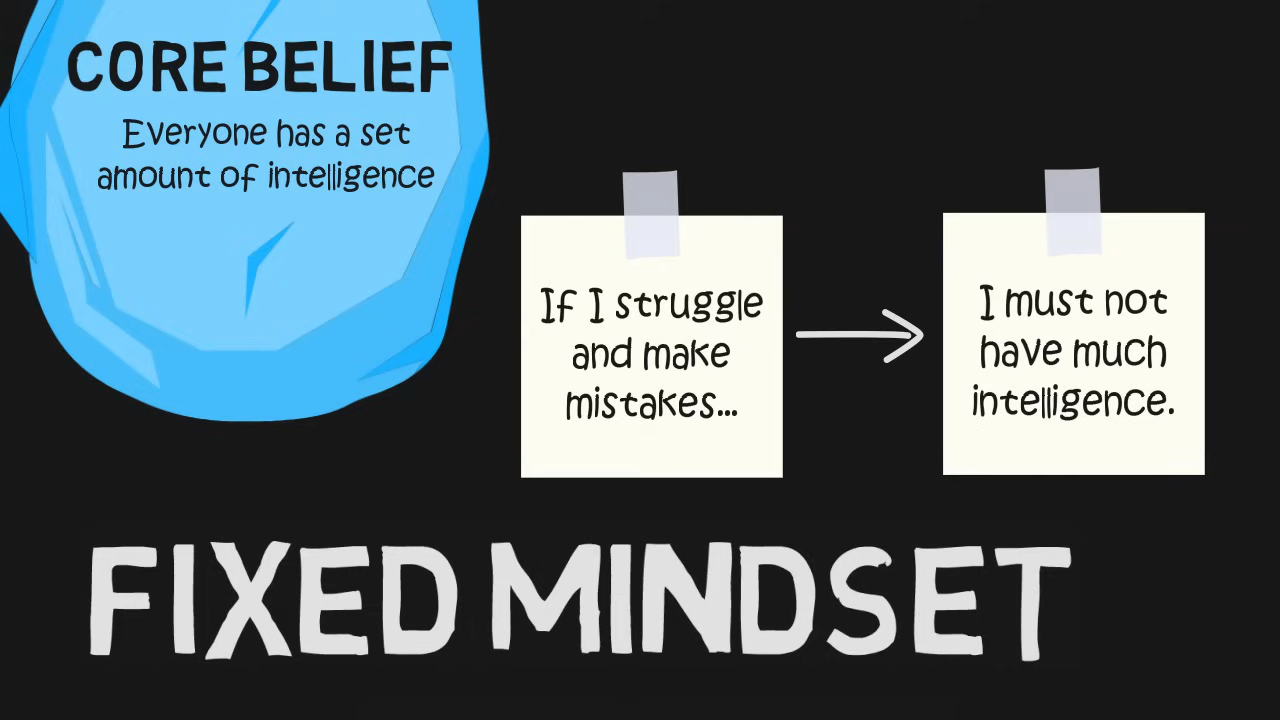 CORE BELIEF
Everyone has a set
amount of intelligence
If I struggle
and make
mistakes...
I must not
have much
intelligence.
FIXED MINDSET